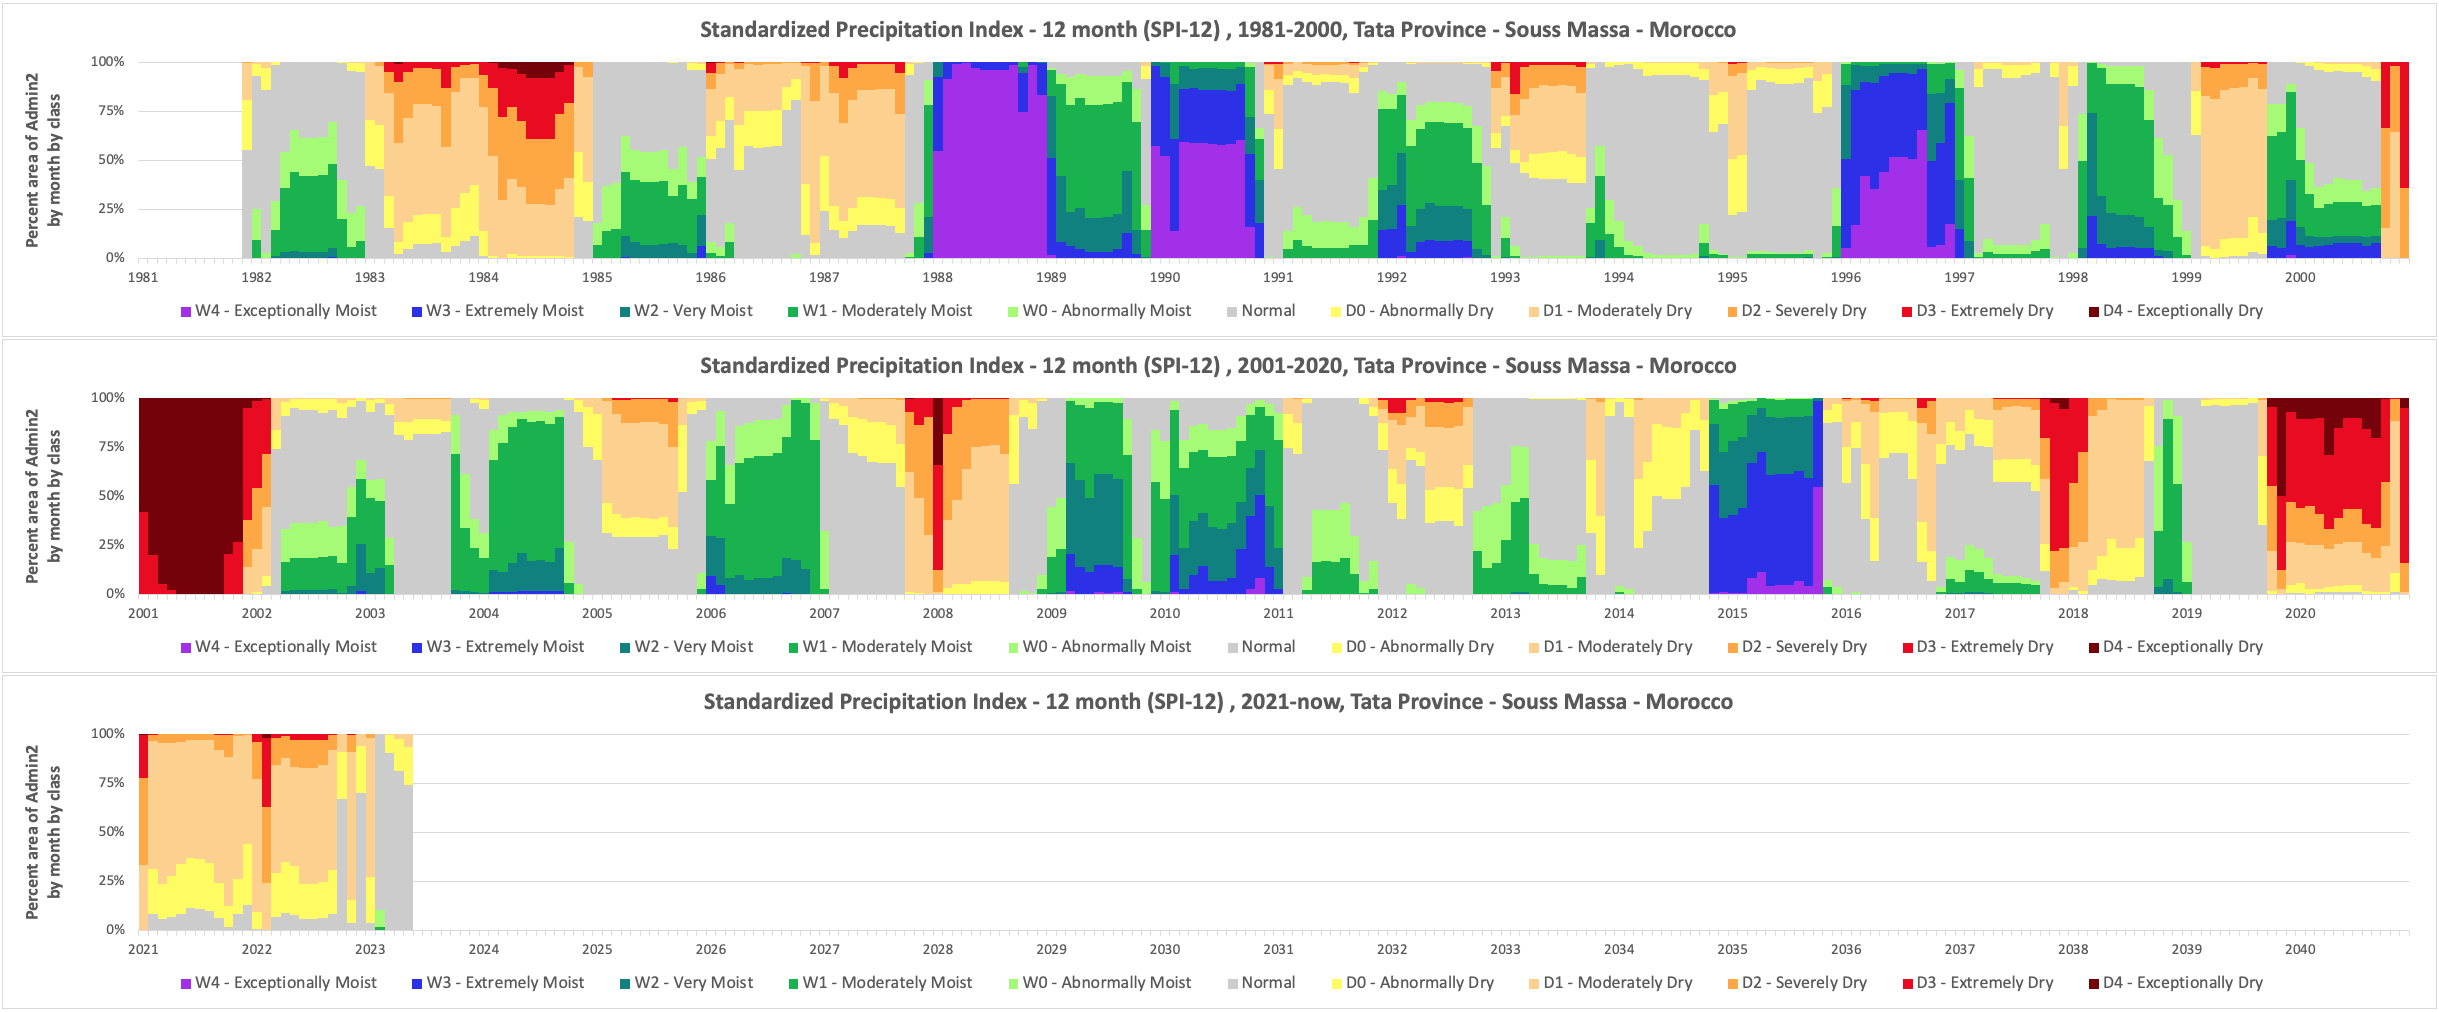 Standardized Precipitation Index - 12 month (SPI-12) , 1981-2000, Tata Province - Souss Massa - Morocco
Percent area of Admin2
by month by class
100%
75%
50%
25%
0%
1981 1982 1983 1984 1985 1986 1987 1988 1989 1990 1991 1992 1993 1994 1995 1996 1997 1998 1999 2000
W4 - Exceptionally Moist W3 - Extremely Moist W2 - Very Moist W1 - Moderately Moist W0 - Abnormally Moist Normal D0 - Abnormally Dry D1 - Moderately Dry D2 - Severely Dry D3 - Extremely Dry D4 - Exceptionally Dry
Standardized Precipitation Index - 12 month (SPI-12) , 2001-2020, Tata Province - Souss Massa - Morocco
Percent area of Admin2
by month by class
100%
75%
50%
25%
0%
2001 2002 2003 2004 2005 2006 2007 2008 2009 2010 2011 2012 2013 2014 2015 2016 2017 2018 2019 2020
W4 - Exceptionally Moist W3 - Extremely Moist W2 - Very Moist W1 - Moderately Moist W0 - Abnormally Moist Normal D0 - Abnormally Dry D1 - Moderately Dry D2 - Severely Dry D3 - Extremely Dry D4 - Exceptionally Dry
Standardized Precipitation Index - 12 month (SPI-12) , 2021-now, Tata Province - Souss Massa - Morocco
Percent area of Admin2
by month by class
100%
75%
50%
25%
0%
2021 2022 2023 2024 2025 2026 2027 2028 2029 2030 2031 2032 2033 2034 2035 2036 2037 2038 2039 2040
W4 - Exceptionally Moist W3 - Extremely Moist W2 - Very Moist W1 - Moderately Moist W0 - Abnormally Moist Normal D0 - Abnormally Dry D1 - Moderately Dry D2 - Severely Dry D3 - Extremely Dry D4 - Exceptionally Dry